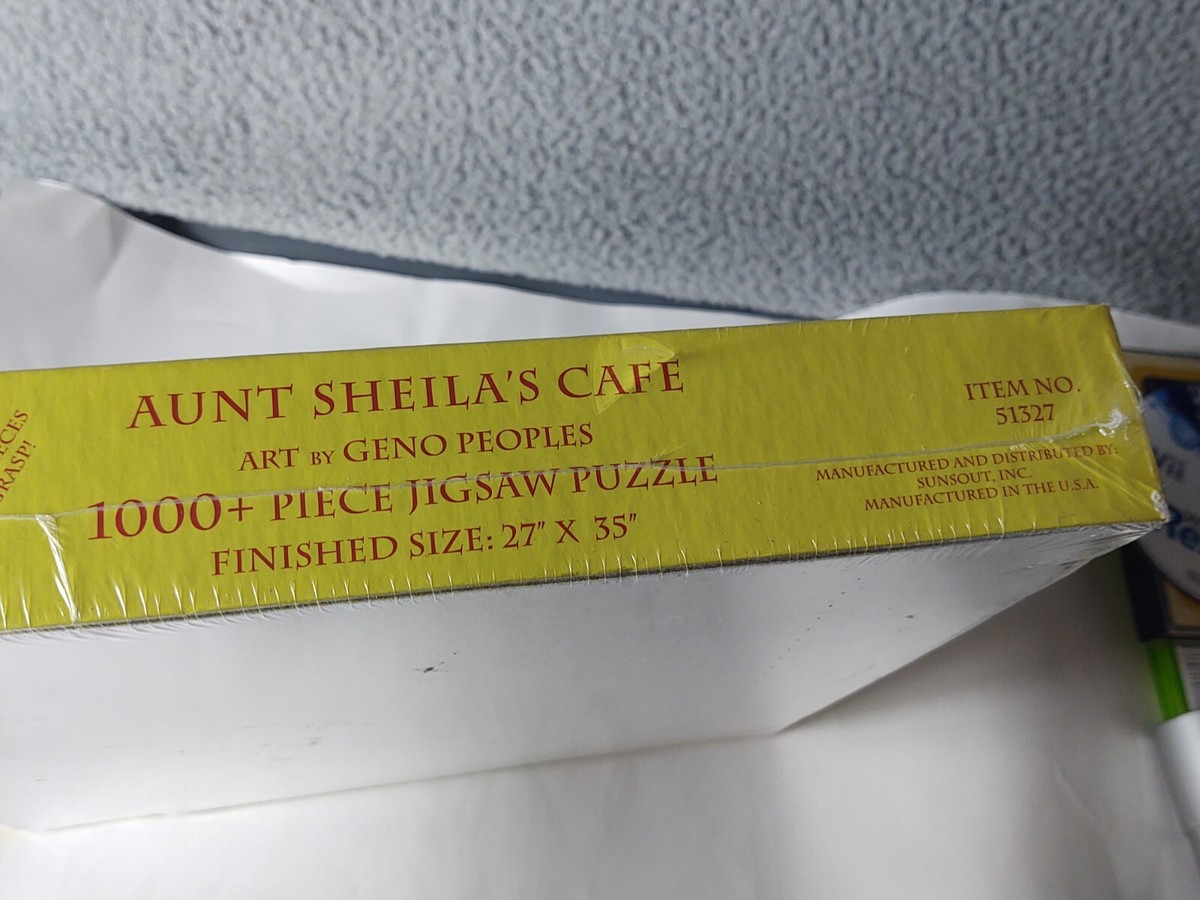 AUNT SHEILA'S CAFE
ART BY GENO PEOPLES
1000+ PIECE JIGSAW PUZZLE
FINISHED SIZE: 27" X 35"
ITEM NO.
51327
MANUFACTURED AND DISTRIBUTED BY:
SUNSOUT, INC.
MANUFACTURED IN THE U.S.A.